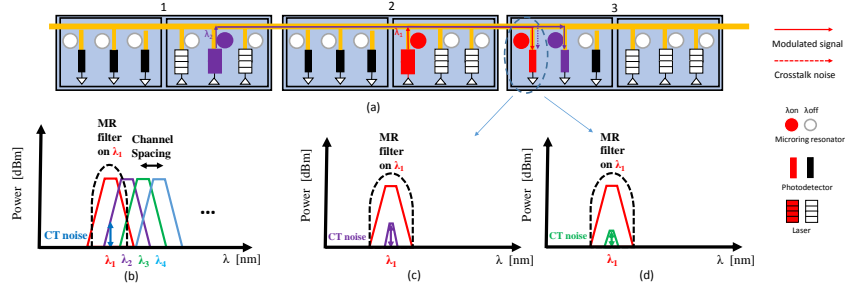 1
2
3
λ2
λ1
(a)
Modulated signal
Crosstalk noise
λon
λoff
Microring resonator
Photodetector
Laser
Power [dBm]
MR
filter
on λ1
Channel
Spacing
...
CT noise
λ1
λ2
λ3
λ4
λ [nm]
(b)
Power [dBm]
MR
filter
on λ1
CT noise
λ1
λ [nm]
(c)
Power [dBm]
MR
filter
on λ1
CT noise
λ1
λ [nm]
(d)